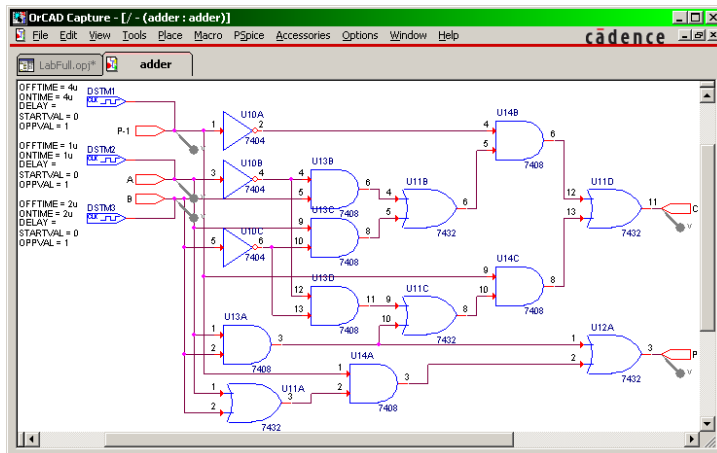 OrCAD Capture - [/ - (adder : adder)]
File Edit View Tools Place Macro PSpice Accessories Options Window Help
cādence
LabFull.opj*
adder
OFFTIME = 4u
ONTIME = 4u
DELAY =
STARTVAL = 0
OPPVAL = 1
DSTM1
CLK
P-1
OFFTIME = 1u
ONTIME = 1u
DELAY =
STARTVAL = 0
OPPVAL = 1
DSTM2
CLK
A
B
OFFTIME = 2u
ONTIME = 2u
DELAY =
STARTVAL = 0
OPPVAL = 1
DSTM3
CLK
U10A
1 2
7404
U10B
3 4
7404
U10C
5 6
7404
U13B
4 5 6
7408
U13C
9 10 8
7408
U13D
12 13 11
7408
U13A
1 2 3
7408
U11A
1 2 3
7432
U11B
4 5 6
7432
U11C
9 10 8
7432
U14A
1 2 3
7408
U14B
4 5 6
7408
U14C
9 10 8
7408
U11D
12 13 11
7432
C
V
U12A
1 2 3
7432
P
V